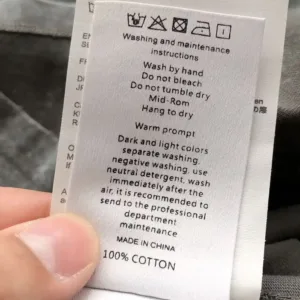 Washing and maintenance
instructions
Wash by hand
Do not bleach
Do not tumble dry
Mid-Rom
Hang to dry
Warm prompt
Dark and light colors
separate washing.
negative washing. use
neutral detergent. wash
immediately after the
air, it is recommended to
send to the professional
department
maintenance
MADE IN CHINA
100% COTTON